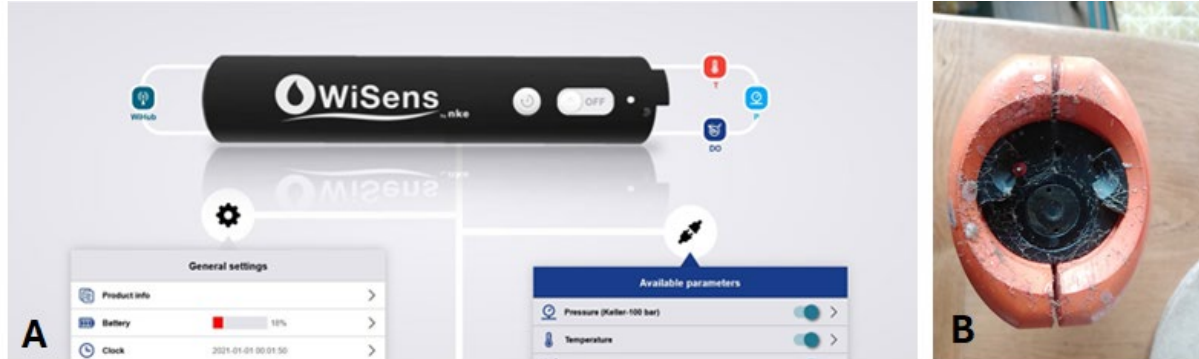 WiSens
by nke
OFF
WiHub
T
P
DO
General settings
Product info
Battery
10%
Clock
2021-01-01 00:01:50
Available parameters
Pressure (Keller-100 bar)
Temperature
A
B